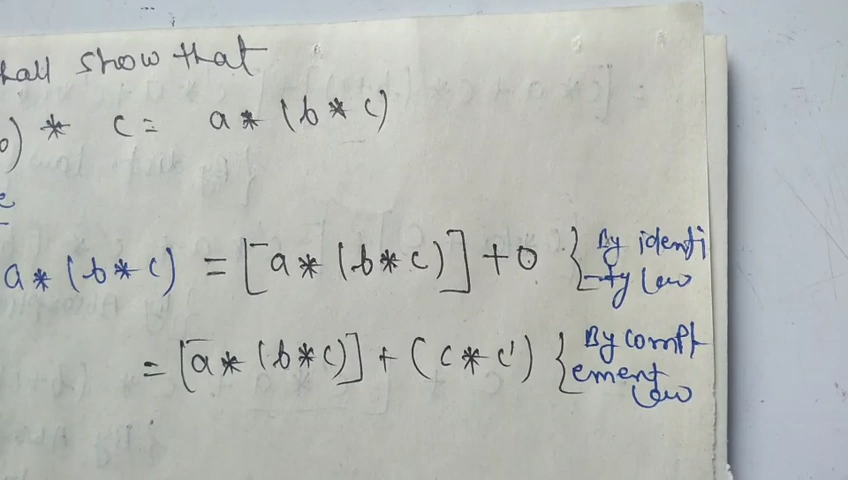 hall show that
) * c = a * (b * c)
a * (b * c) = [a * (b * c)] + 0 { By identi
-ty law
= [a * (b * c)] + (c * c') { By compl
ement
law